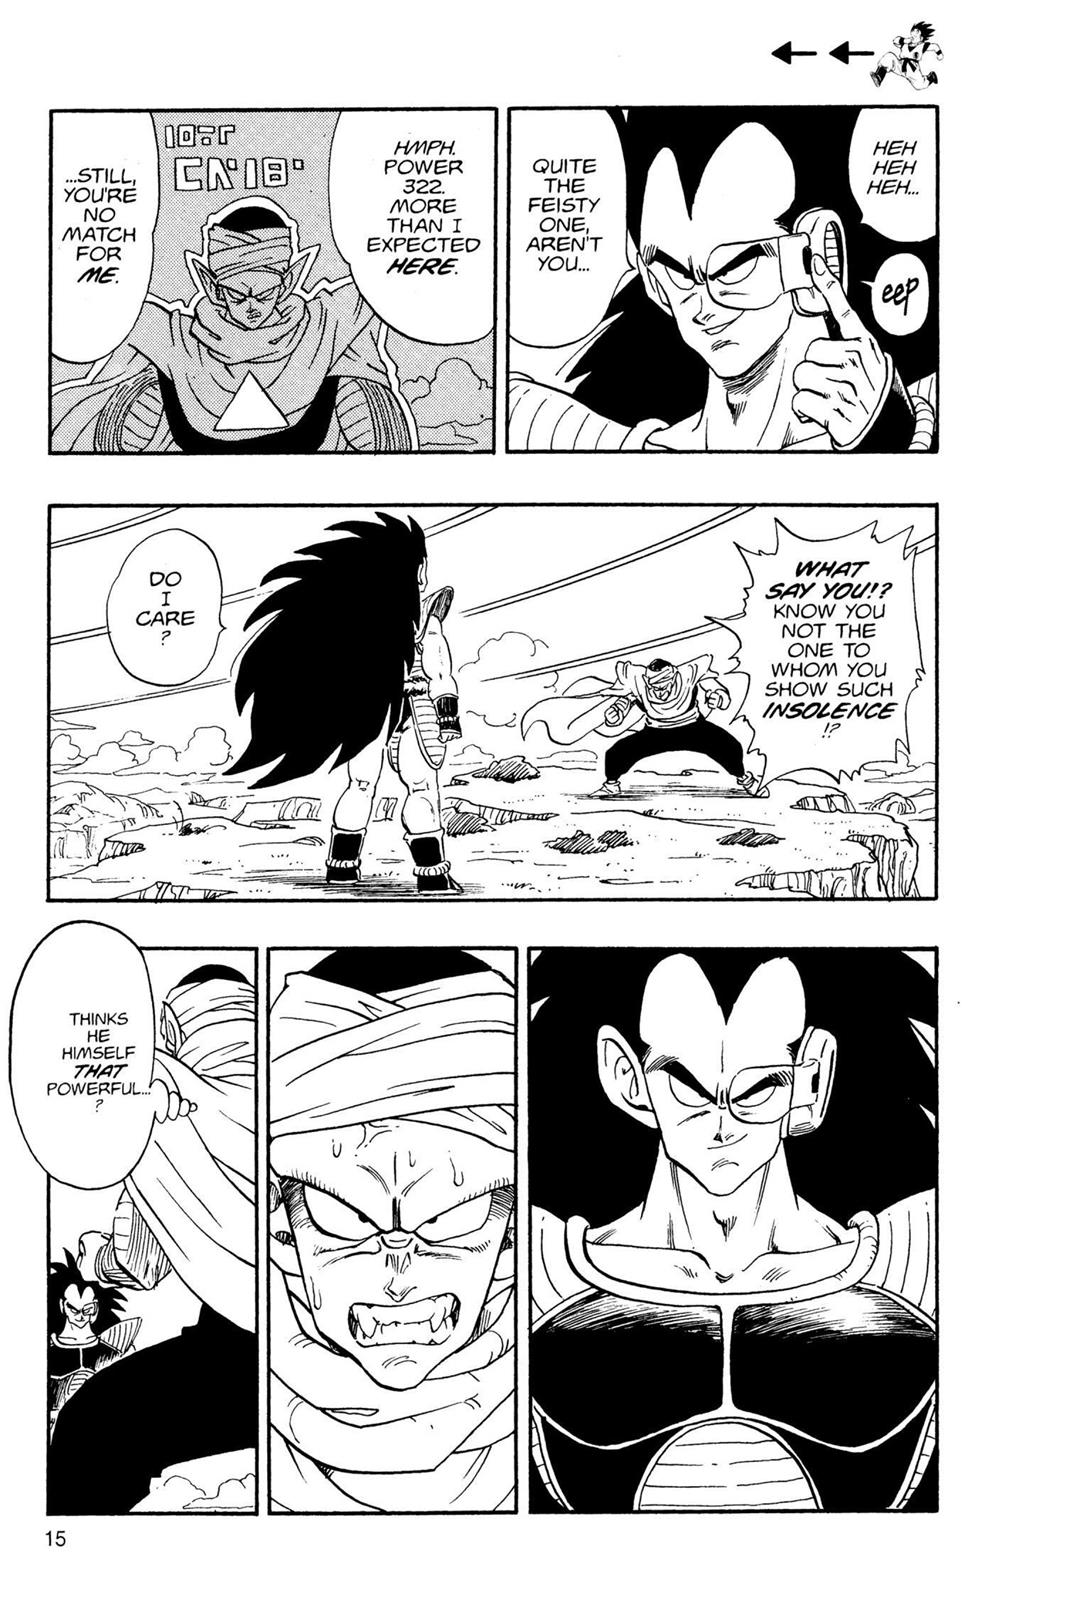 HEH
HEH
HEH...
eep
QUITE
THE
FEISTY
ONE,
AREN'T
YOU...
HMPH.
POWER
322.
MORE
THAN I
EXPECTED
HERE.
...STILL,
YOU'RE
NO
MATCH
FOR
ME.
WHAT
SAY YOU!?
KNOW YOU
NOT THE
ONE TO
WHOM YOU
SHOW SUCH
INSOLENCE
!?
DO
I
CARE
?
THINKS
HE
HIMSELF
THAT
POWERFUL...
?
15